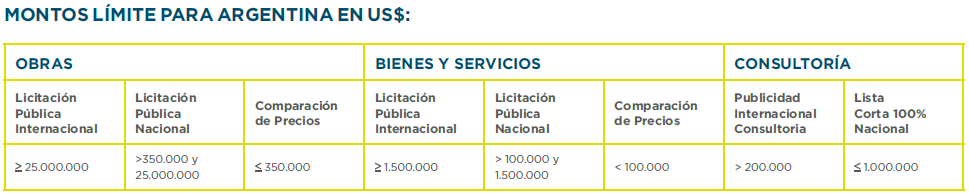 MONTOS LÍMITE PARA ARGENTINA EN US$:
OBRAS
BIENES Y SERVICIOS
CONSULTORÍA
Licitación
Pública
Internacional
Licitación
Pública
Nacional
Comparación
de Precios
Licitación
Pública
Internacional
Licitación
Pública
Nacional
Comparación
de Precios
Publicidad
Internacional
Consultoria
Lista
Corta 100%
Nacional
≥ 25.000.000
>350.000 y
25.000.000
≤ 350.000
≥ 1.500.000
> 100.000 y
1.500.000
< 100.000
> 200.000
≤ 1.000.000